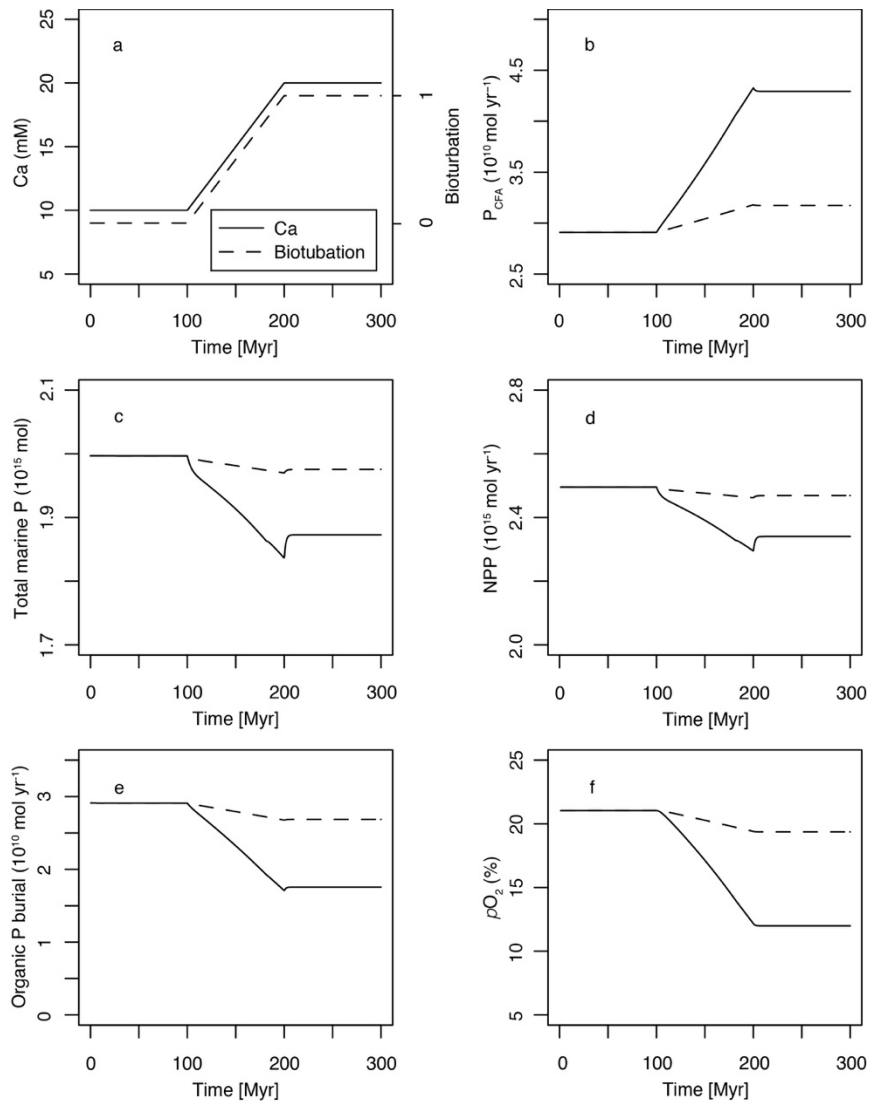 a
Ca (mM)
5
10
15
20
25
0
1
Bioturbation
Ca
Biotubation
0
100
200
300
Time [Myr]
b
P_CFA (10¹⁰ mol yr⁻¹)
2.5
3.5
4.5
0
100
200
300
Time [Myr]
c
Total marine P (10¹⁵ mol)
1.7
1.9
2.1
0
100
200
300
Time [Myr]
d
NPP (10¹⁵ mol yr⁻¹)
2.0
2.4
2.8
0
100
200
300
Time [Myr]
e
Organic P burial (10¹⁰ mol yr⁻¹)
0
1
2
3
0
100
200
300
Time [Myr]
f
pO₂ (%)
5
10
15
20
25
0
100
200
300
Time [Myr]